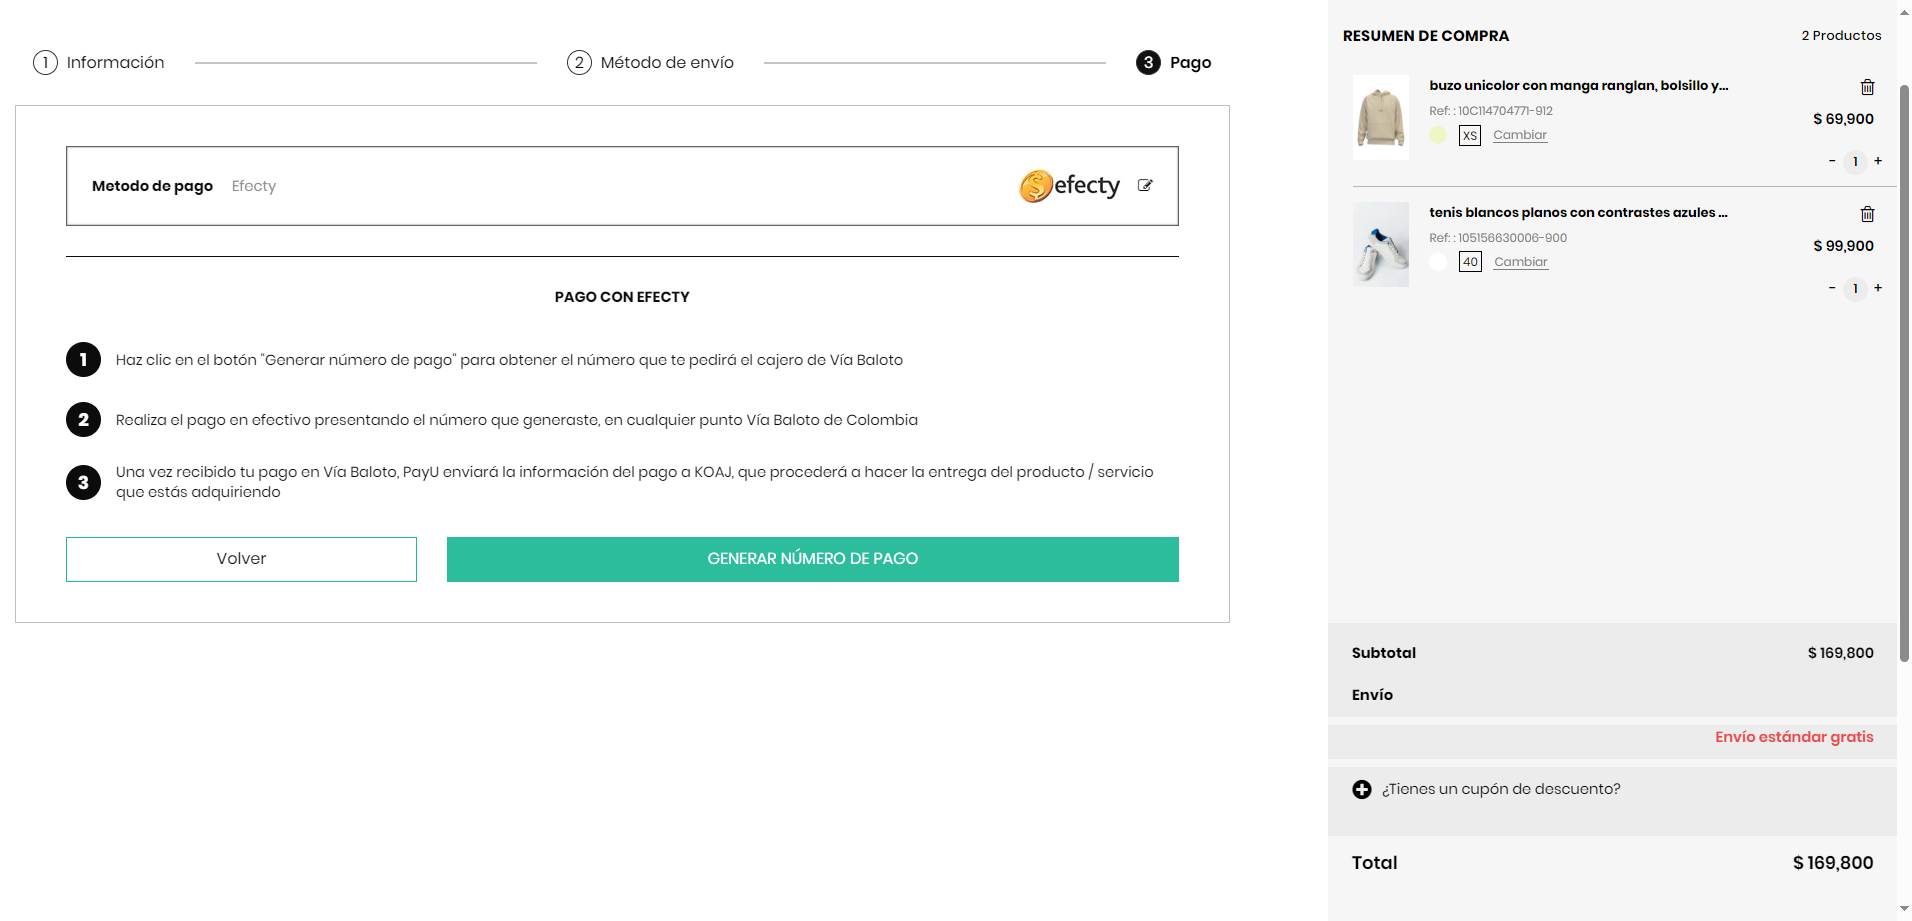 1 Información
2 Método de envío
3 Pago
Metodo de pago Efecty
efecty
PAGO CON EFECTY
1 Haz clic en el botón "Generar número de pago" para obtener el número que te pedirá el cajero de Vía Baloto
2 Realiza el pago en efectivo presentando el número que generaste, en cualquier punto Vía Baloto de Colombia
3 Una vez recibido tu pago en Vía Baloto, PayU enviará la información del pago a KOAJ, que procederá a hacer la entrega del producto / servicio
que estás adquiriendo
Volver
GENERAR NÚMERO DE PAGO
RESUMEN DE COMPRA
2 Productos
buzo unicolor con manga ranglan, bolsillo y...
Ref: : 10C114704771-912
$ 69,900
XS Cambiar
- 1 +
tenis blancos planos con contrastes azules ...
Ref: : 105156630006-900
$ 99,900
40 Cambiar
- 1 +
Subtotal
$ 169,800
Envío
Envío estándar gratis
¿Tienes un cupón de descuento?
Total
$ 169,800